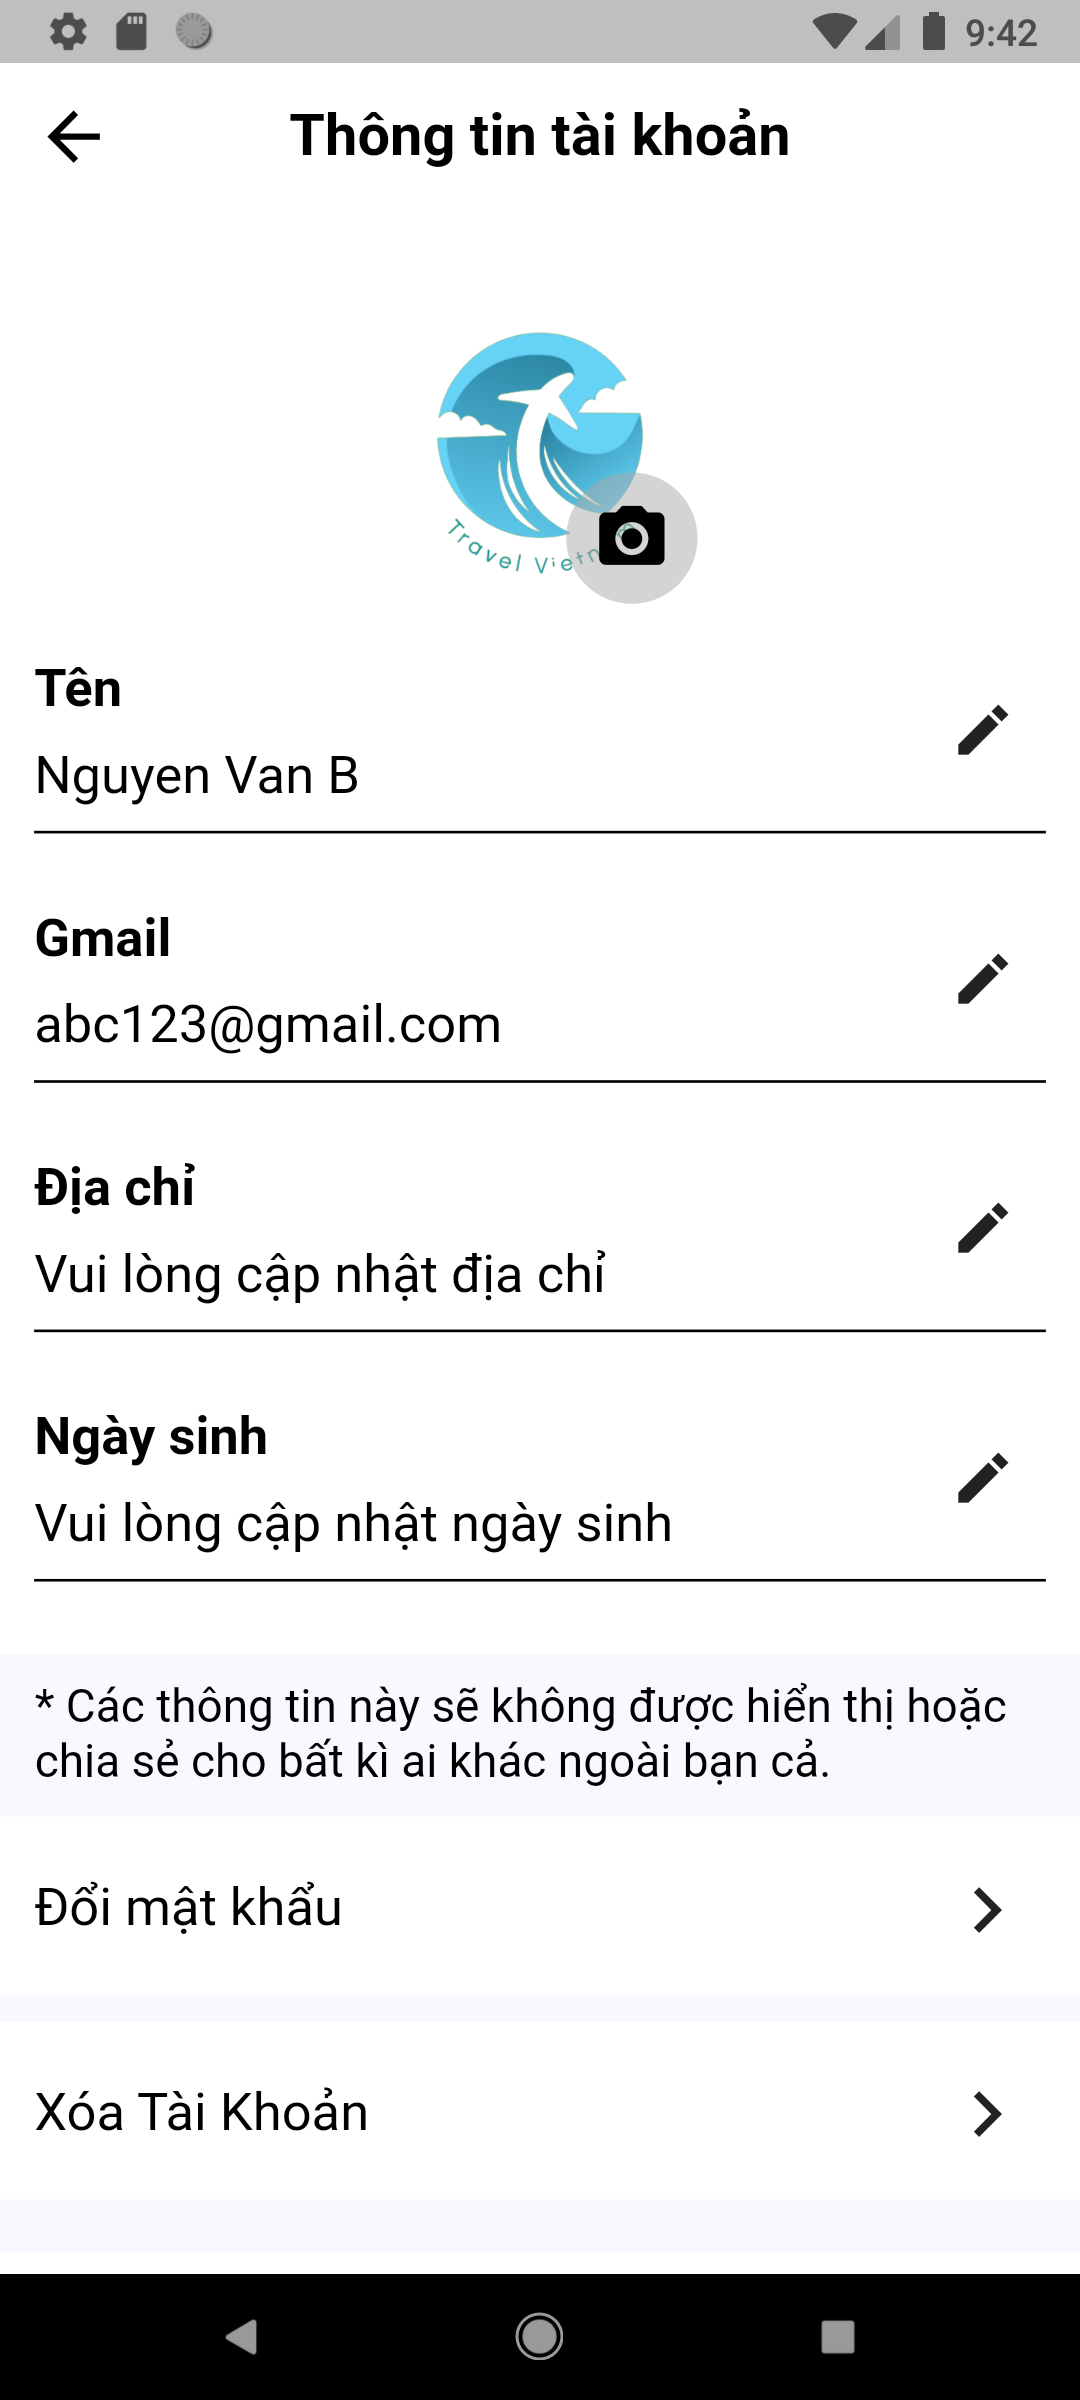 9:42
Thông tin tài khoản
Travel
Tên
Nguyen Van B
Gmail
abc123@gmail.com
Địa chỉ
Vui lòng cập nhật địa chỉ
Ngày sinh
Vui lòng cập nhật ngày sinh
* Các thông tin này sẽ không được hiển thị hoặc
chia sẻ cho bất kì ai khác ngoài bạn cả.
Đổi mật khẩu
Xóa Tài Khoản